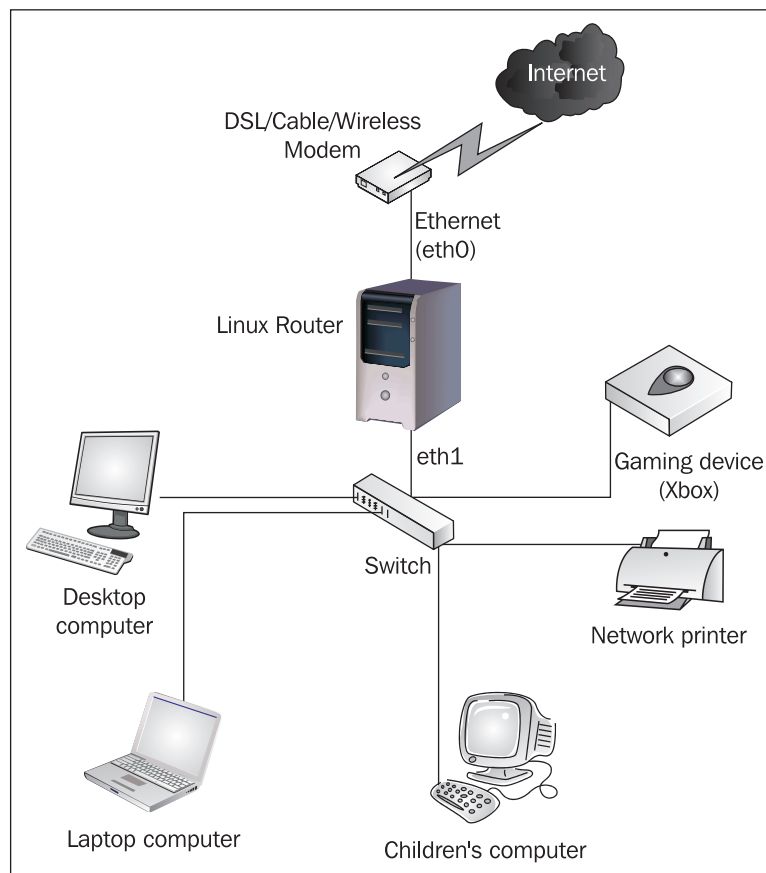 Internet
DSL/Cable/Wireless
Modem
Ethernet
(eth0)
Linux Router
eth1
Gaming device
(Xbox)
Switch
Desktop
computer
Network printer
Laptop computer
Children's computer